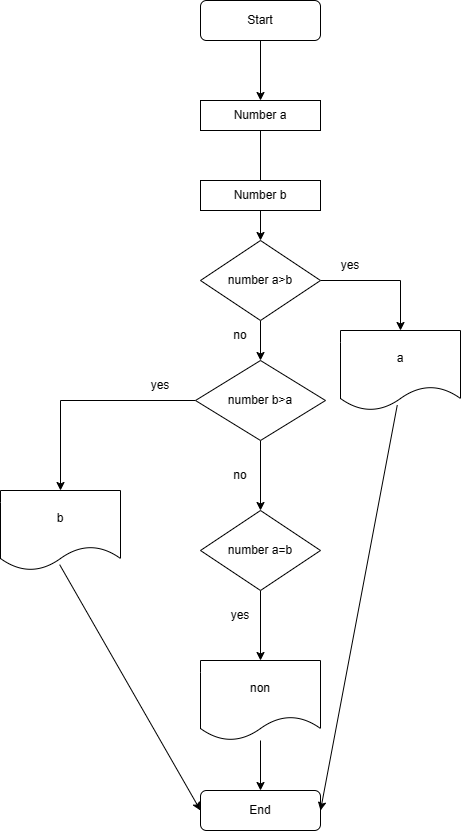 Start
Number a
Number b
number a>b
yes
no
a
number b>a
yes
no
b
number a=b
yes
non
End